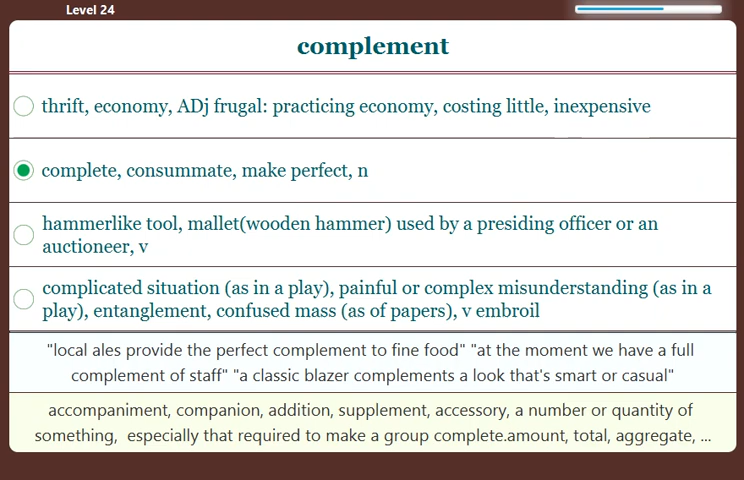 Level 24
complement
thrift, economy, ADj frugal: practicing economy, costing little, inexpensive
complete, consummate, make perfect, n
hammerlike tool, mallet(wooden hammer) used by a presiding officer or an
auctioneer, v
complicated situation (as in a play), painful or complex misunderstanding (as in a
play), entanglement, confused mass (as of papers), v embroil
"local ales provide the perfect complement to fine food" "at the moment we have a full
complement of staff" "a classic blazer complements a look that's smart or casual"
accompaniment, companion, addition, supplement, accessory, a number or quantity of
something, especially that required to make a group complete.amount, total, aggregate, ...